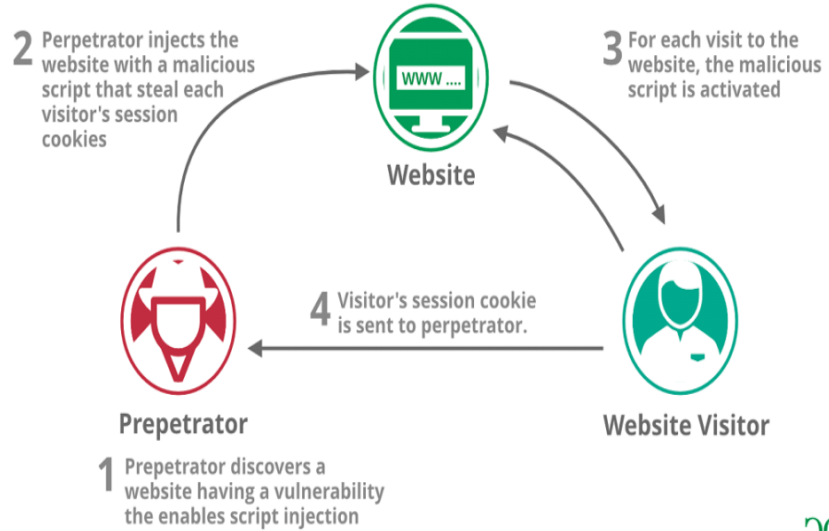 2 Perpetrator injects the
website with a malicious
script that steal each
visitor's session
cookies
www ....
Website
3 For each visit to the
website, the malicious
script is activated
4 Visitor's session cookie
is sent to perpetrator.
Prepetrator
Website Visitor
1 Prepetrator discovers a
website having a vulnerability
the enables script injection